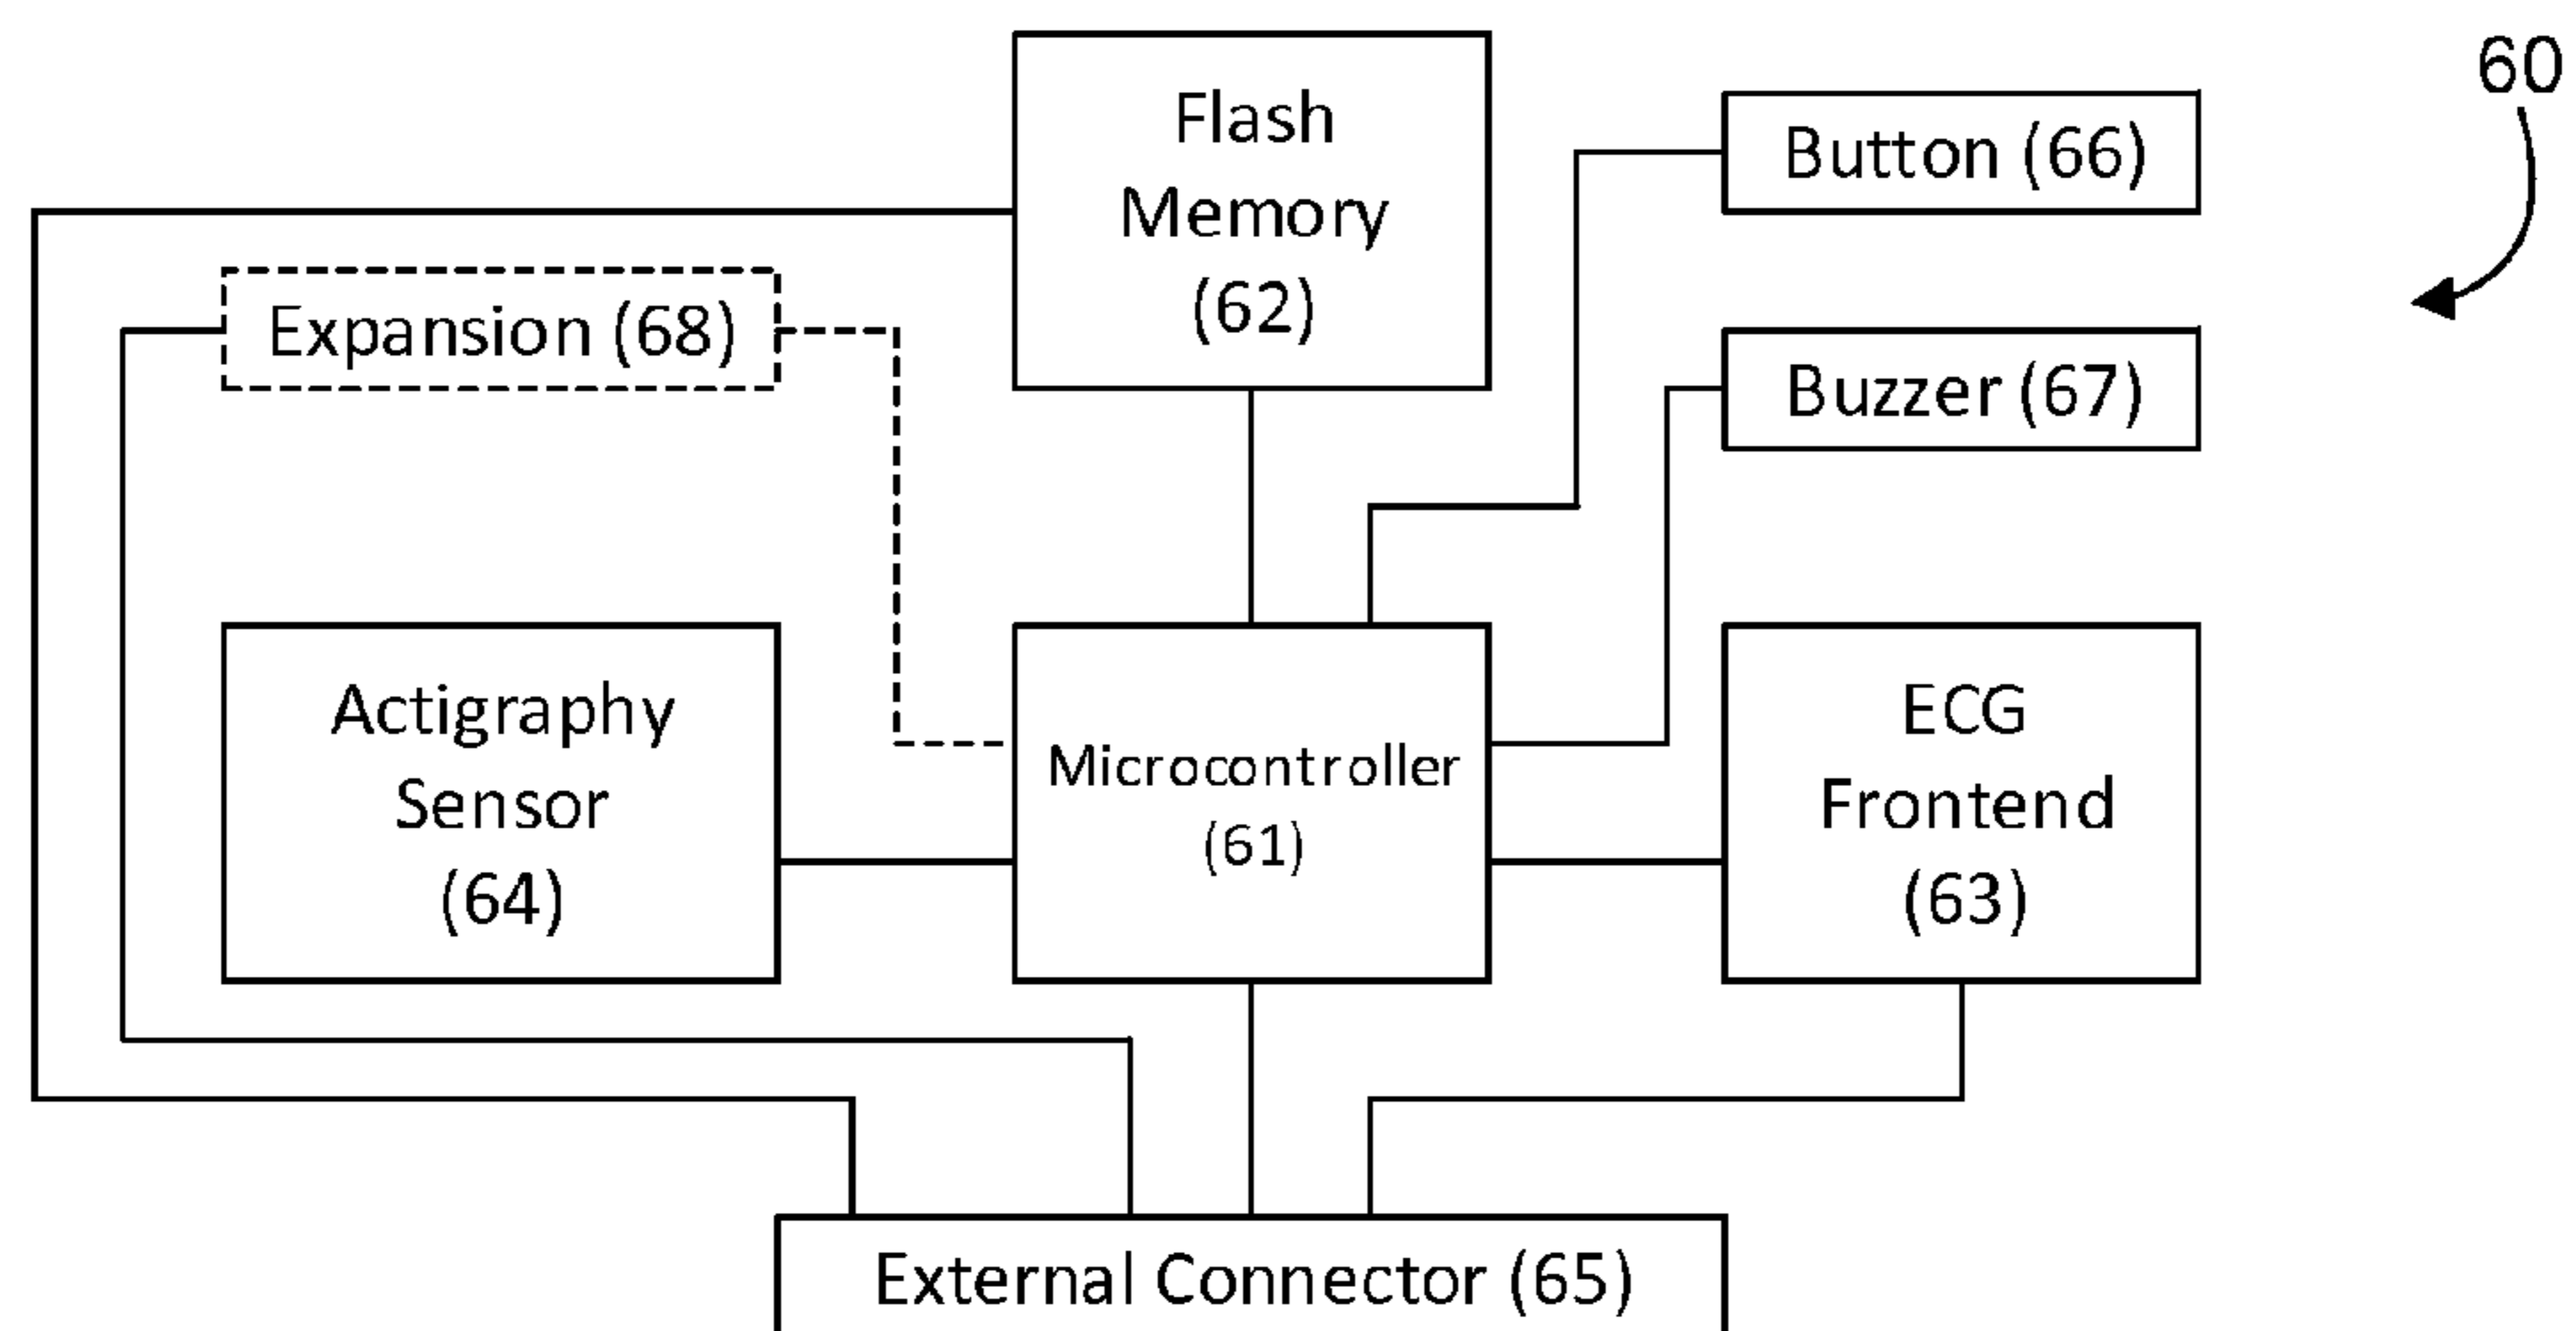 60
Flash
Memory
(62)
Button (66)
Expansion (68)
Buzzer (67)
Actigraphy
Sensor
(64)
Microcontroller
(61)
ECG
Frontend
(63)
External Connector (65)